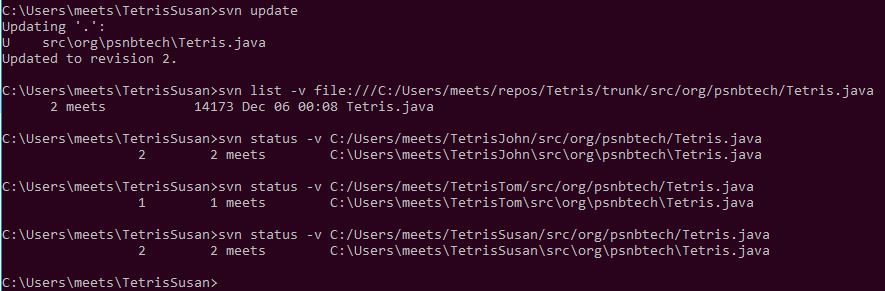 C:\Users\meets\TetrisSusan>svn update
Updating '.':
U    src\org\psnbtech\Tetris.java
Updated to revision 2.
C:\Users\meets\TetrisSusan>svn list -v file:///C:/Users/meets/repos/Tetris/trunk/src/org/psnbtech/Tetris.java
      2 meets           14173 Dec 06 00:08 Tetris.java
C:\Users\meets\TetrisSusan>svn status -v C:/Users/meets/TetrisJohn/src/org/psnbtech/Tetris.java
                 2        2 meets        C:\Users\meets\TetrisJohn\src\org\psnbtech\Tetris.java
C:\Users\meets\TetrisSusan>svn status -v C:/Users/meets/TetrisTom/src/org/psnbtech/Tetris.java
                 1        1 meets        C:\Users\meets\TetrisTom\src\org\psnbtech\Tetris.java
C:\Users\meets\TetrisSusan>svn status -v C:/Users/meets/TetrisSusan/src/org/psnbtech/Tetris.java
                 2        2 meets        C:\Users\meets\TetrisSusan\src\org\psnbtech\Tetris.java
C:\Users\meets\TetrisSusan>